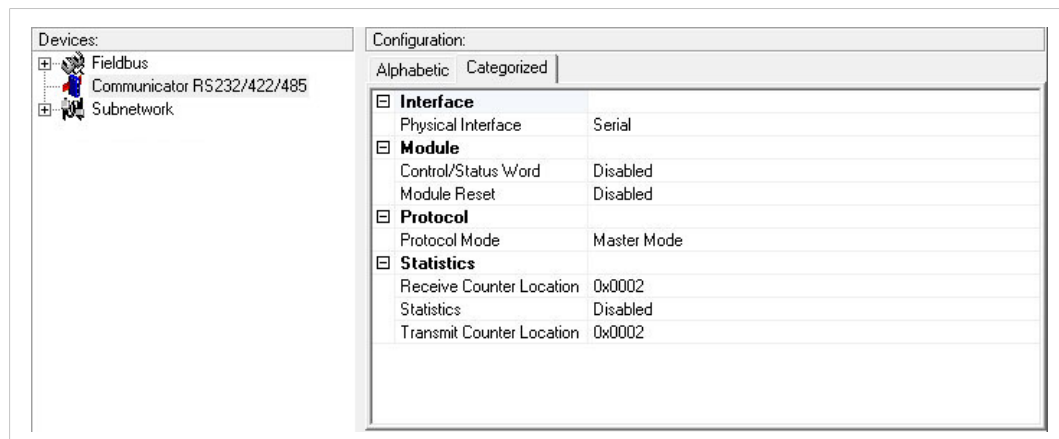 Devices:
Fieldbus
Communicator RS232/422/485
Subnetwork
Configuration:
Alphabetic Categorized
Interface
Physical Interface Serial
Module
Control/Status Word Disabled
Module Reset Disabled
Protocol
Protocol Mode Master Mode
Statistics
Receive Counter Location 0x0002
Statistics Disabled
Transmit Counter Location 0x0002